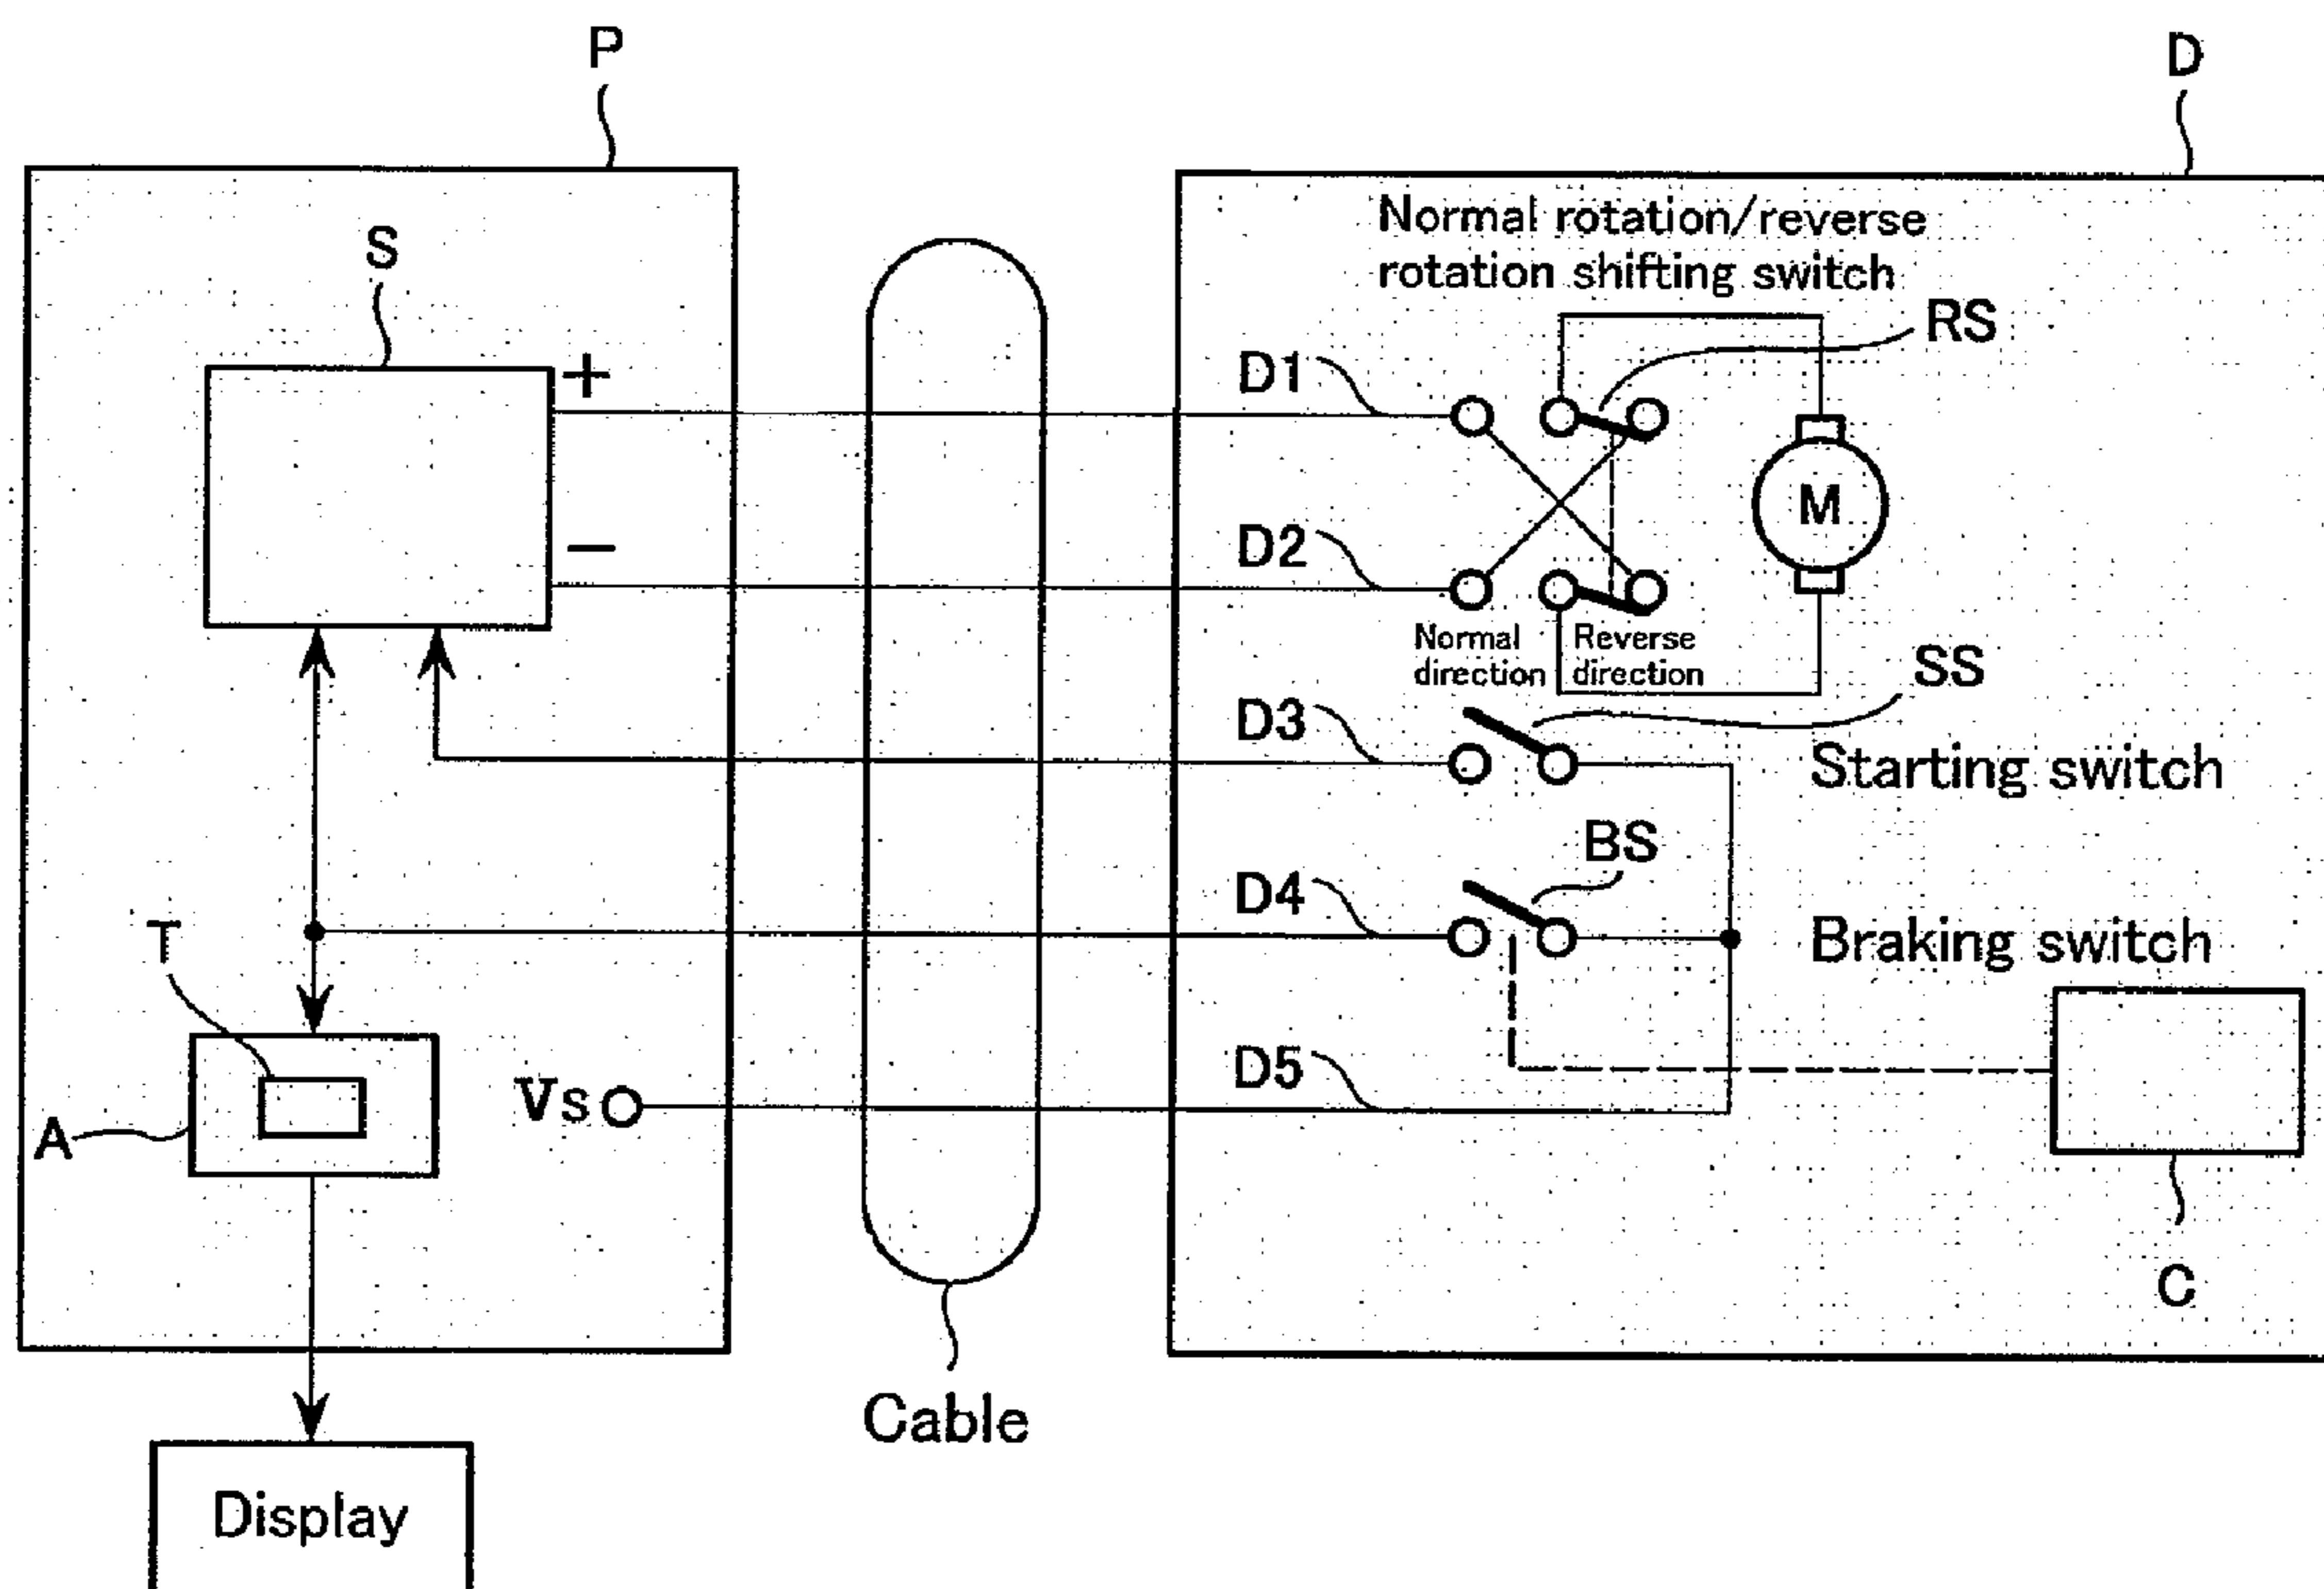 P
D
S
Normal rotation/reverse
rotation shifting switch
RS
+
D1
M
−
D2
Normal
direction
Reverse
direction
SS
D3
Starting switch
BS
D4
T
Braking switch
D5
Vs
A
C
Cable
Display